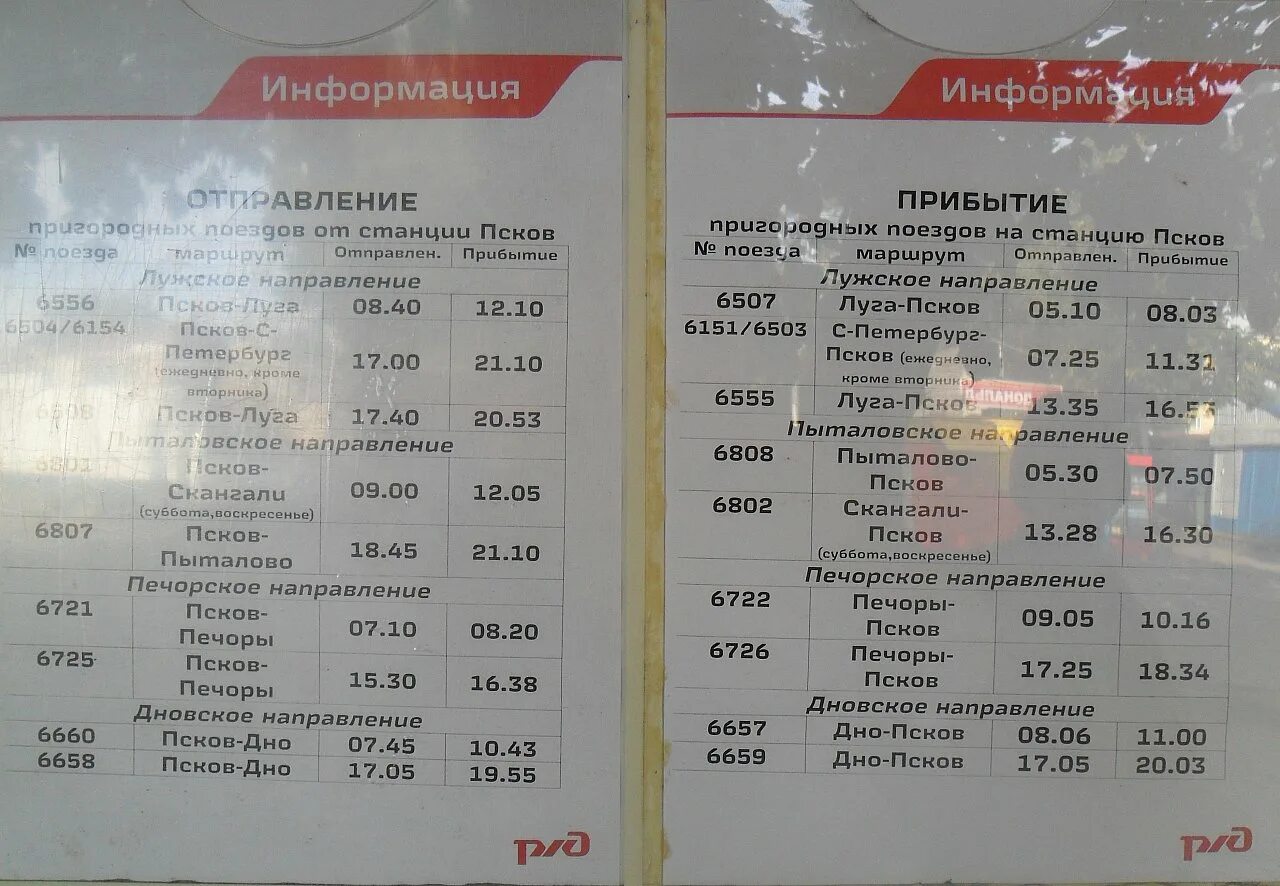 Информация
ОТПРАВЛЕНИЕ
пригородных поездов от станции Псков
№ поезда маршрут Отправлен. Прибытие
Лужское направление
6556 Псков-Луга 08.40 12.10
6504/6154 Псков-С-
Петербург 17.00 21.10
(ежедневно, кроме
вторника)
Псков-Луга 17.40 20.53
Пыталовское направление
6801 Псков-
Скангали 09.00 12.05
(суббота,воскресенье)
6807 Псков-
Пыталово 18.45 21.10
Печорское направление
6721 Псков-
Печоры 07.10 08.20
6725 Псков-
Печоры 15.30 16.38
Дновское направление
6660 Псков-Дно 07.45 10.43
6658 Псков-Дно 17.05 19.55
ржд
Информация
ПРИБЫТИЕ
пригородных поездов на станцию Псков
№ поезда маршрут Отправлен. Прибытие
Лужское направление
6507 Луга-Псков 05.10 08.03
6151/6503 С-Петербург-
Псков (ежедневно, 07.25 11.31
кроме вторника)
6555 Луга-Псков 13.35
Пыталовское направление
6808 Пыталово-
Псков 05.30 07.50
6802 Скангали-
Псков 13.28 16.30
(суббота,воскресенье)
Печорское направление
6722 Печоры-
Псков 09.05 10.16
6726 Печоры-
Псков 17.25 18.34
Дновское направление
6657 Дно-Псков 08.06 11.00
6659 Дно-Псков 17.05 20.03
ржд